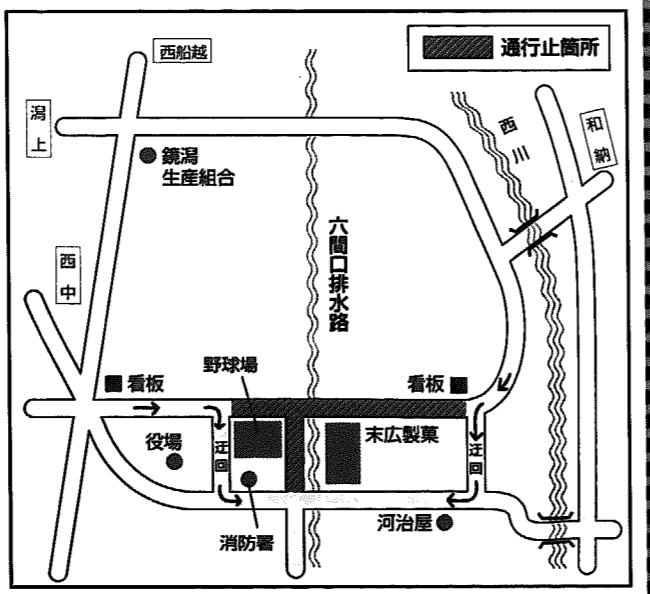 西船越
通行止箇所
潟上
西川
和納
鏡潟
生産組合
六間口排水路
西中
看板
野球場
看板
役場
迂回
末広製菓
迂回
消防署
河治屋